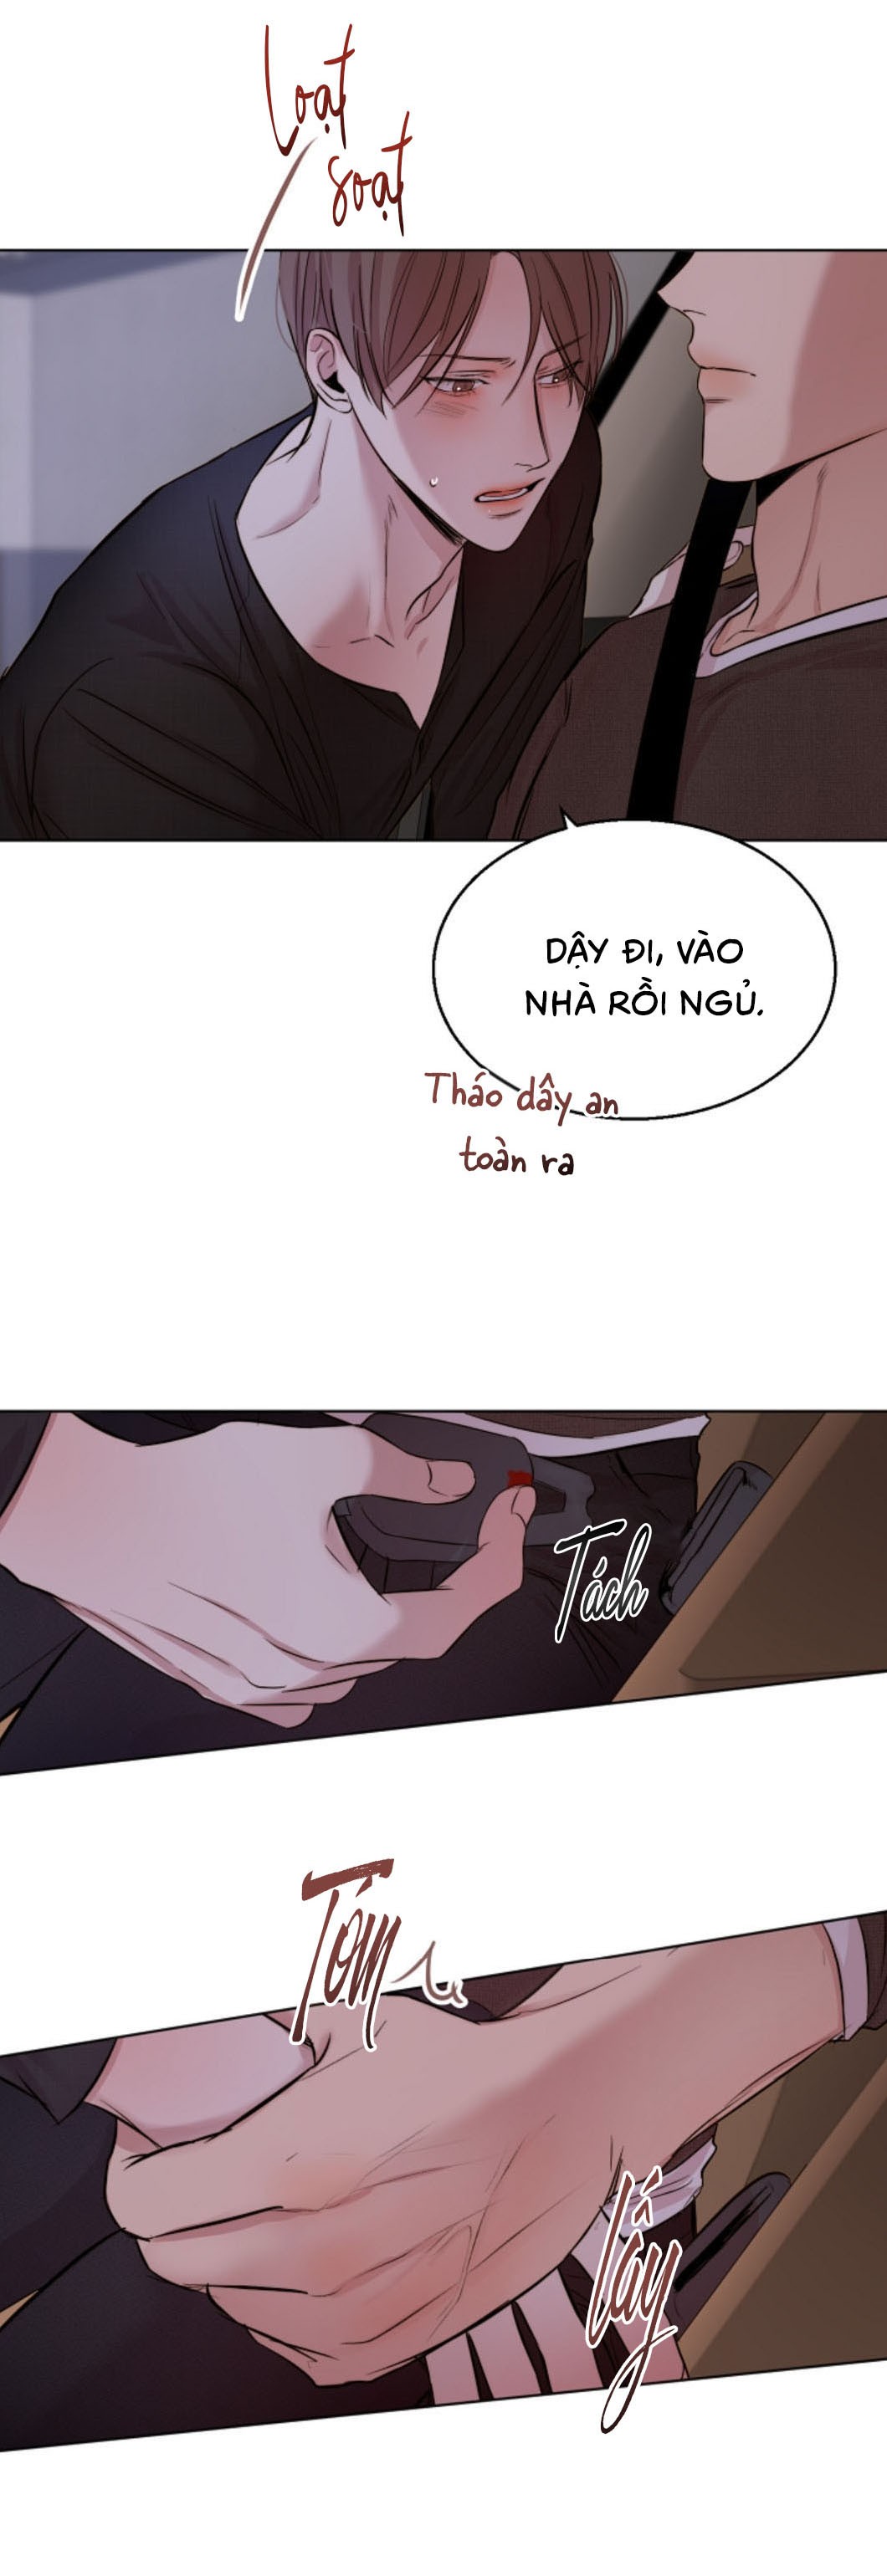 Loạt
soạt
DẬY ĐI, VÀO
NHÀ RỒI NGỦ.
Tháo dây an
toàn ra
Tách
Tóm
lấy